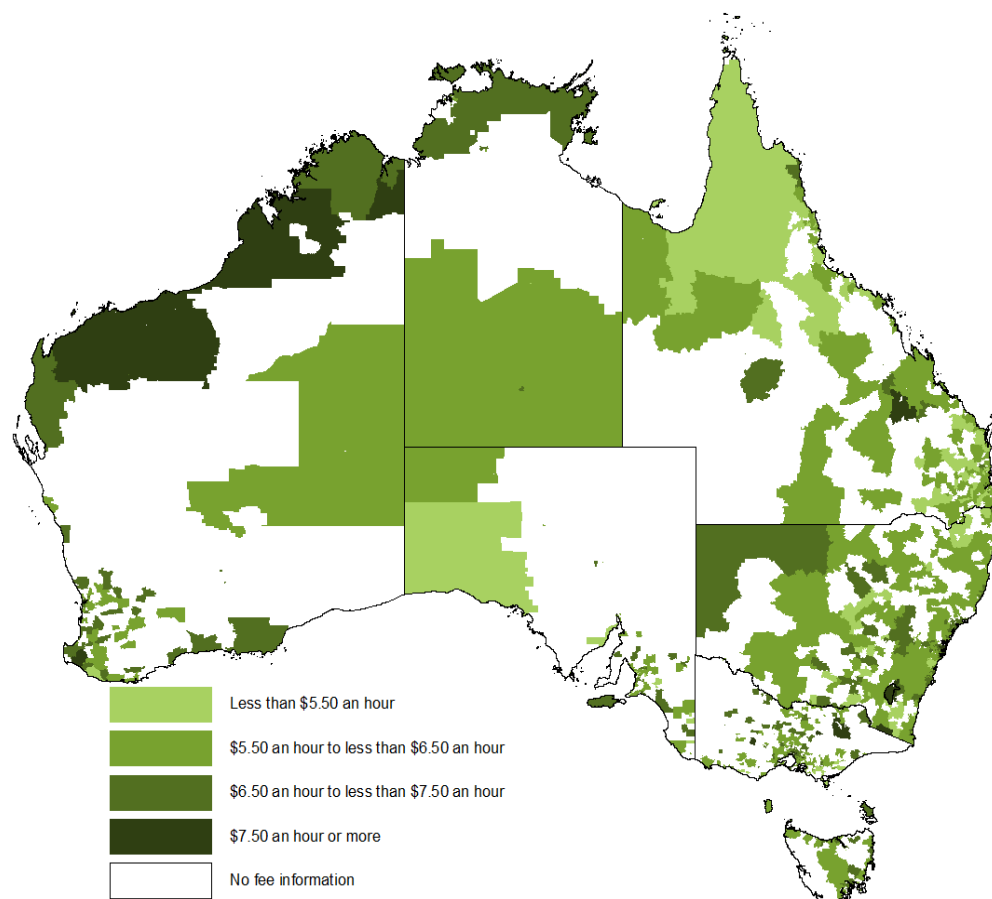 Less than $5.50 an hour
$5.50 an hour to less than $6.50 an hour
$6.50 an hour to less than $7.50 an hour
$7.50 an hour or more
No fee information